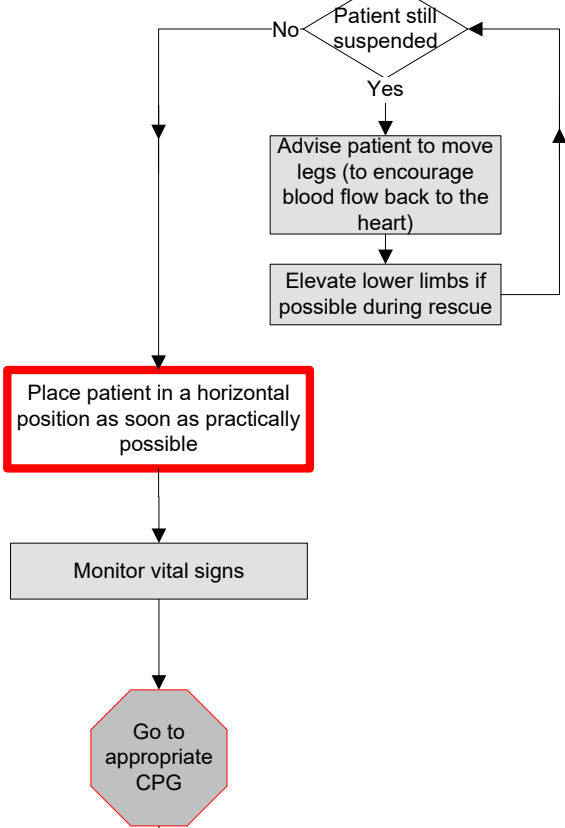 Patient still
suspended
No
Yes
Advise patient to move
legs (to encourage
blood flow back to the
heart)
Elevate lower limbs if
possible during rescue
Place patient in a horizontal
position as soon as practically
possible
Monitor vital signs
Go to
appropriate
CPG